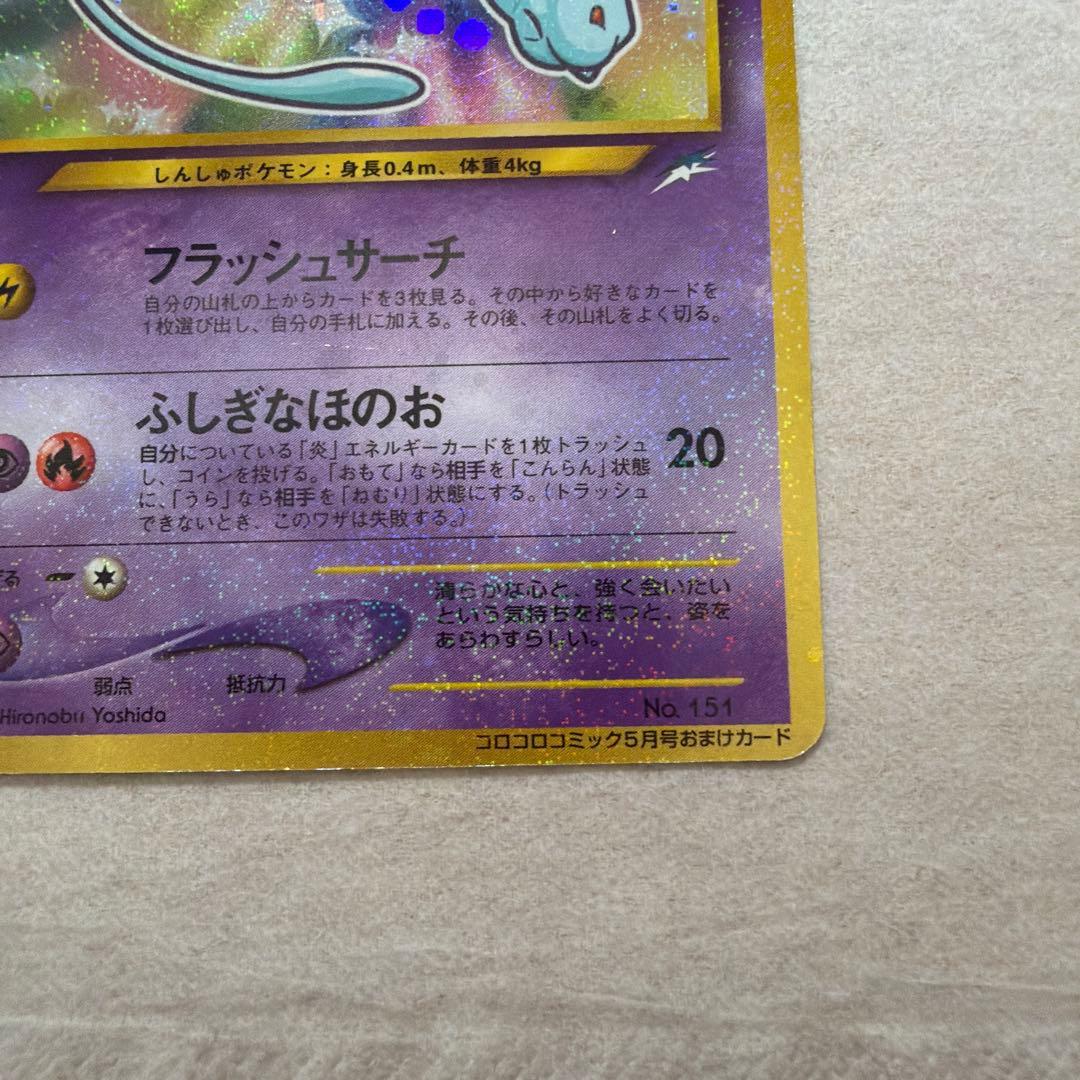 しんしゅポケモン：身長0.4m、体重4kg
フラッシュサーチ
自分の山札の上からカードを3枚見る。その中から好きなカードを
1枚選び出し、自分の手札に加える。その後、その山札をよく切る。
ふしぎなほのお
自分についている「炎」エネルギーカードを1枚トラッシュ
し、コインを投げる。「おもて」なら相手を「こんらん」状態
に、「うら」なら相手を「ねむり」状態にする。（トラッシュ
できないとき、このワザは失敗する。）
20
清らかな心と、強く会いたい
という気持ちを持つと、姿を
あらわすらしい。
弱点
抵抗力
No. 151
Hironobu Yoshida
コロコロコミック5月号おまけカード